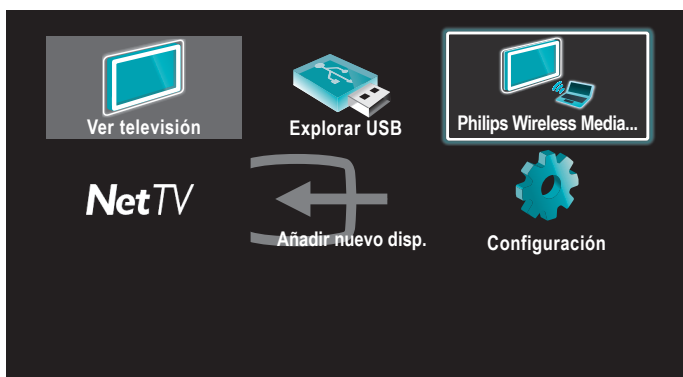 Ver televisión
Explorar USB
Philips Wireless Media...
NetTV
Añadir nuevo disp.
Configuración